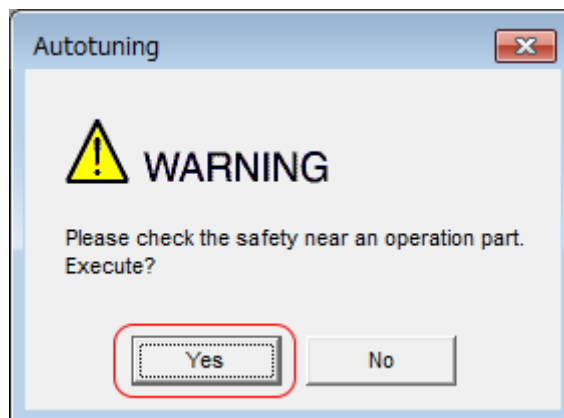 Autotuning
WARNING
Please check the safety near an operation part.
Execute?
Yes
No